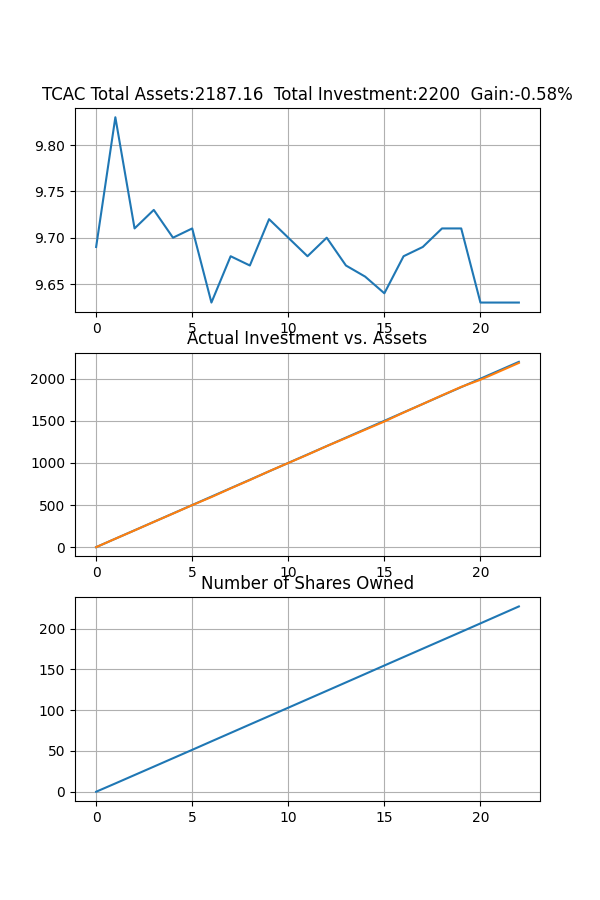 TCAC Total Assets:2187.16  Total Investment:2200  Gain:-0.58%
9.80
9.75
9.70
9.65
0 5 10 15 20
Actual Investment vs. Assets
2000
1500
1000
500
0
0 5 10 15 20
Number of Shares Owned
200
150
100
50
0
0 5 10 15 20